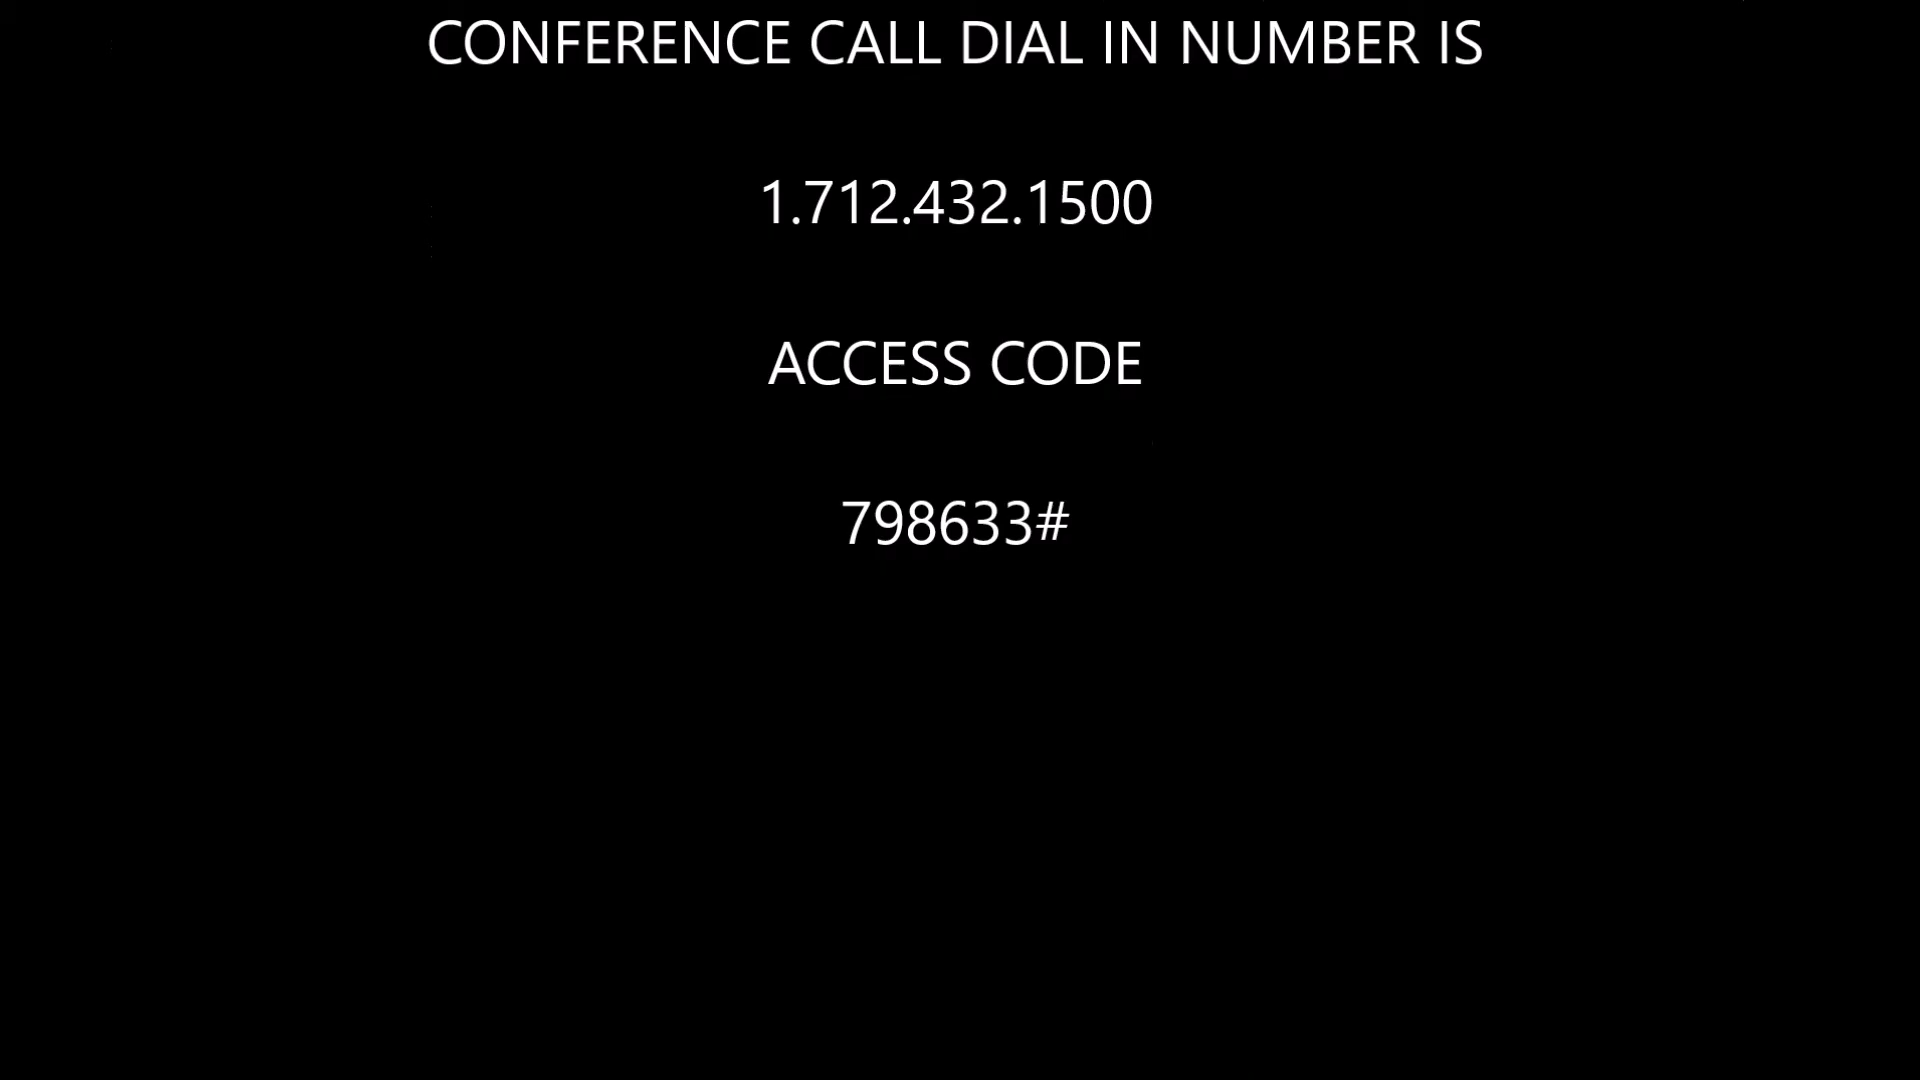 CONFERENCE CALL DIAL IN NUMBER IS
1.712.432.1500
ACCESS CODE
798633#